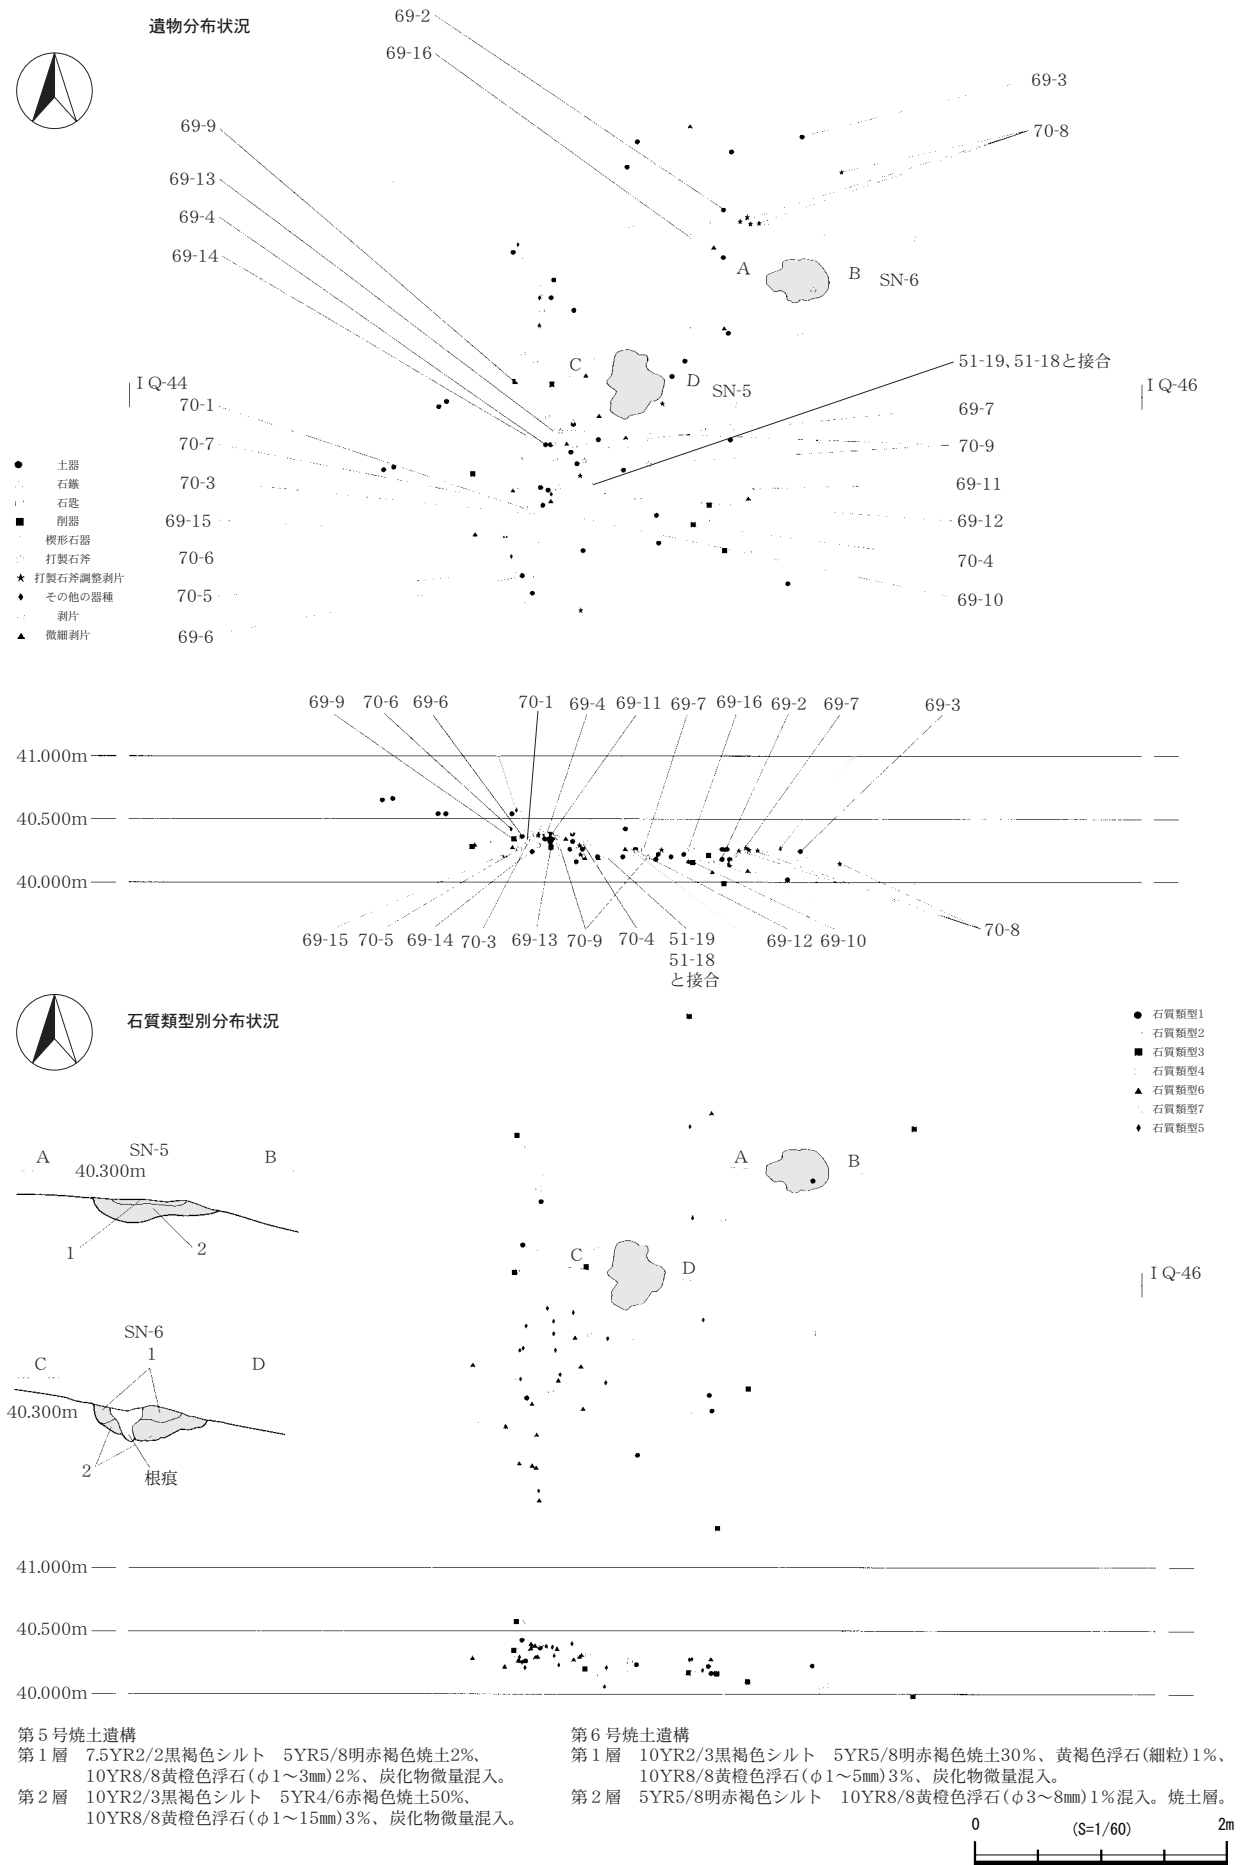 遺物分布状況
69-2
69-16
69-3
70-8
69-9
69-13
69-4
69-14
A
B
SN-6
C
D
SN-5
51-19、51-18と接合
I Q-44
I Q-46
70-1
69-7
70-7
70-9
70-3
69-11
69-15
69-12
70-6
70-4
70-5
69-10
69-6
土器
石鏃
石匙
削器
楔形石器
打製石斧
打製石斧調整剥片
その他の器種
剥片
微細剥片
69-9 70-6 69-6 70-1 69-4 69-11 69-7 69-16 69-2 69-7 69-3
41.000m
40.500m
40.000m
69-15 70-5 69-14 70-3 69-13 70-9 70-4 51-19 69-12 69-10 70-8
51-18
と接合
石質類型別分布状況
石質類型1
石質類型2
石質類型3
石質類型4
石質類型6
石質類型7
石質類型5
SN-5
A
B
40.300m
1
2
SN-6
1
C
D
40.300m
2
根痕
A
B
C
D
I Q-46
41.000m
40.500m
40.000m
第5号焼土遺構
第1層 7.5YR2/2黒褐色シルト 5YR5/8明赤褐色焼土2%、
10YR8/8黄橙色浮石(φ1～3㎜)2%、炭化物微量混入。
第2層 10YR2/3黒褐色シルト 5YR4/6赤褐色焼土50%、
10YR8/8黄橙色浮石(φ1～15㎜)3%、炭化物微量混入。
第6号焼土遺構
第1層 10YR2/3黒褐色シルト 5YR5/8明赤褐色焼土30%、黄褐色浮石(細粒)1%、
10YR8/8黄橙色浮石(φ1～5㎜)3%、炭化物微量混入。
第2層 5YR5/8明赤褐色シルト 10YR8/8黄橙色浮石(φ3～8㎜)1%混入。焼土層。
0 (S=1/60) 2m